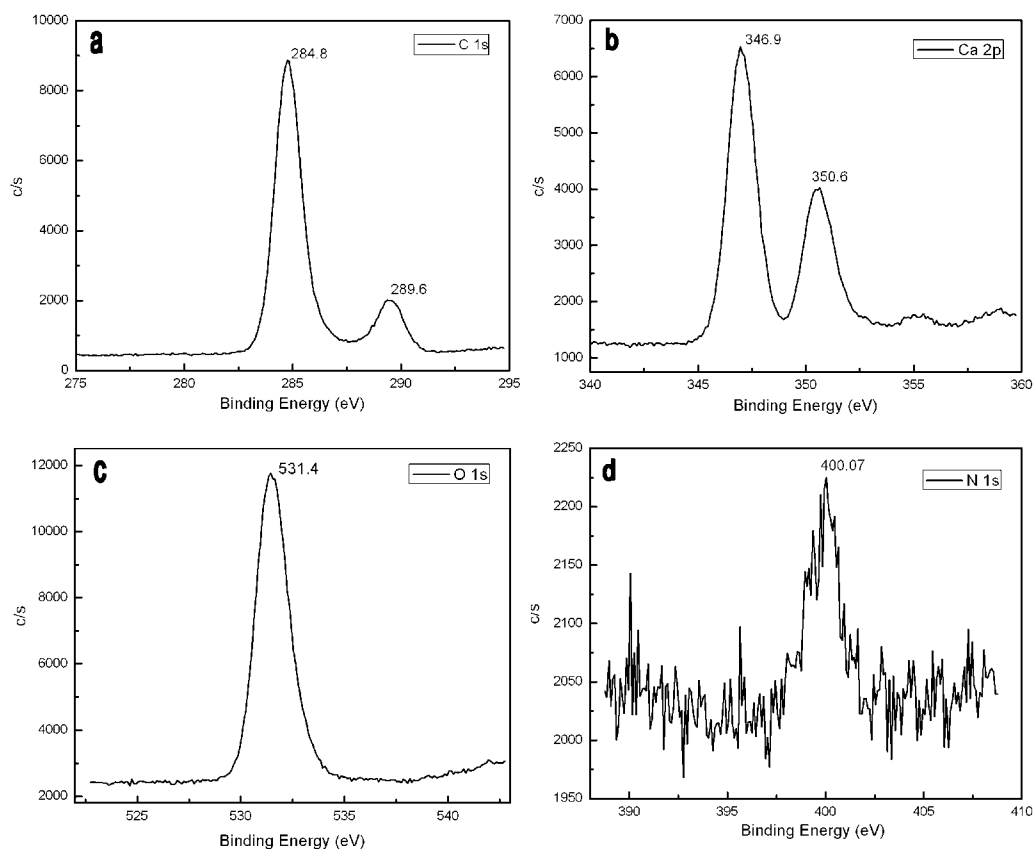 a
C 1s
284.8
289.6
10000
8000
6000
4000
2000
0
c/s
275 280 285 290 295
Binding Energy (eV)
b
Ca 2p
346.9
350.6
7000
6000
5000
4000
3000
2000
1000
c/s
340 345 350 355 360
Binding Energy (eV)
c
O 1s
531.4
12000
10000
8000
6000
4000
2000
c/s
525 530 535 540
Binding Energy (eV)
d
N 1s
400.07
2250
2200
2150
2100
2050
2000
1950
c/s
390 395 400 405 410
Binding Energy (eV)